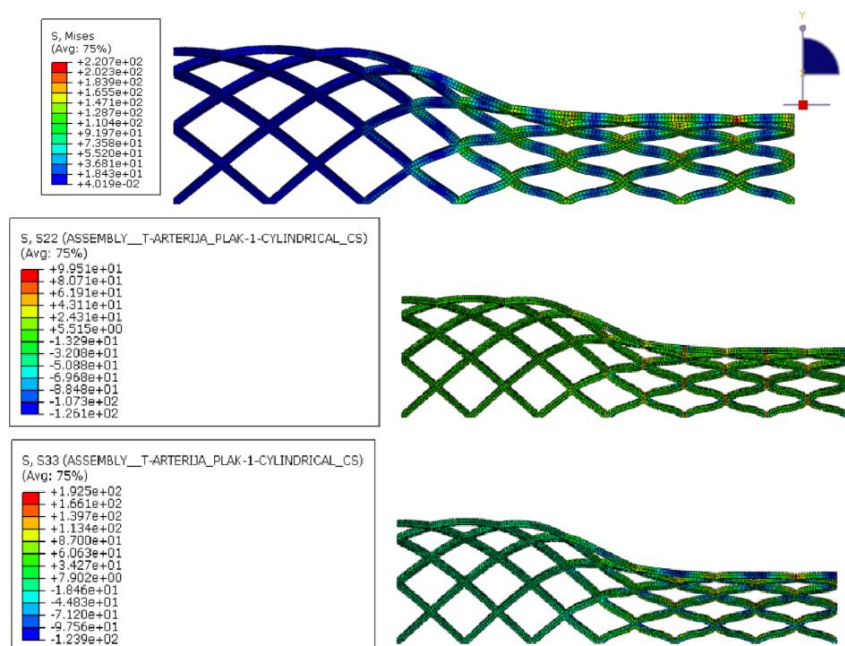 S, Mises
(Avg: 75%)
+2.207e+02
+2.023e+02
+1.839e+02
+1.655e+02
+1.471e+02
+1.287e+02
+1.104e+02
+9.197e+01
+7.358e+01
+5.520e+01
+3.681e+01
+1.843e+01
+4.019e-02
Y
S, S22 (ASSEMBLY__T-ARTERIJA_PLAK-1-CYLINDRICAL_CS)
(Avg: 75%)
+9.951e+01
+8.071e+01
+6.191e+01
+4.311e+01
+2.431e+01
+5.515e+00
-1.329e+01
-3.208e+01
-5.088e+01
-6.968e+01
-8.848e+01
-1.073e+02
-1.261e+02
S, S33 (ASSEMBLY__T-ARTERIJA_PLAK-1-CYLINDRICAL_CS)
(Avg: 75%)
+1.925e+02
+1.661e+02
+1.397e+02
+1.134e+02
+8.700e+01
+6.063e+01
+3.427e+01
+7.902e+00
-1.846e+01
-4.483e+01
-7.120e+01
-9.756e+01
-1.239e+02